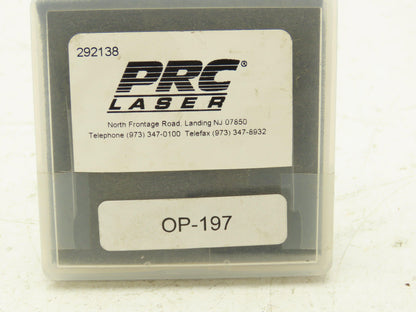 292138
PRC®
LASER
North Frontage Road, Landing NJ 07850
Telephone (973) 347-0100 Telefax (973) 347-8932
OP-197